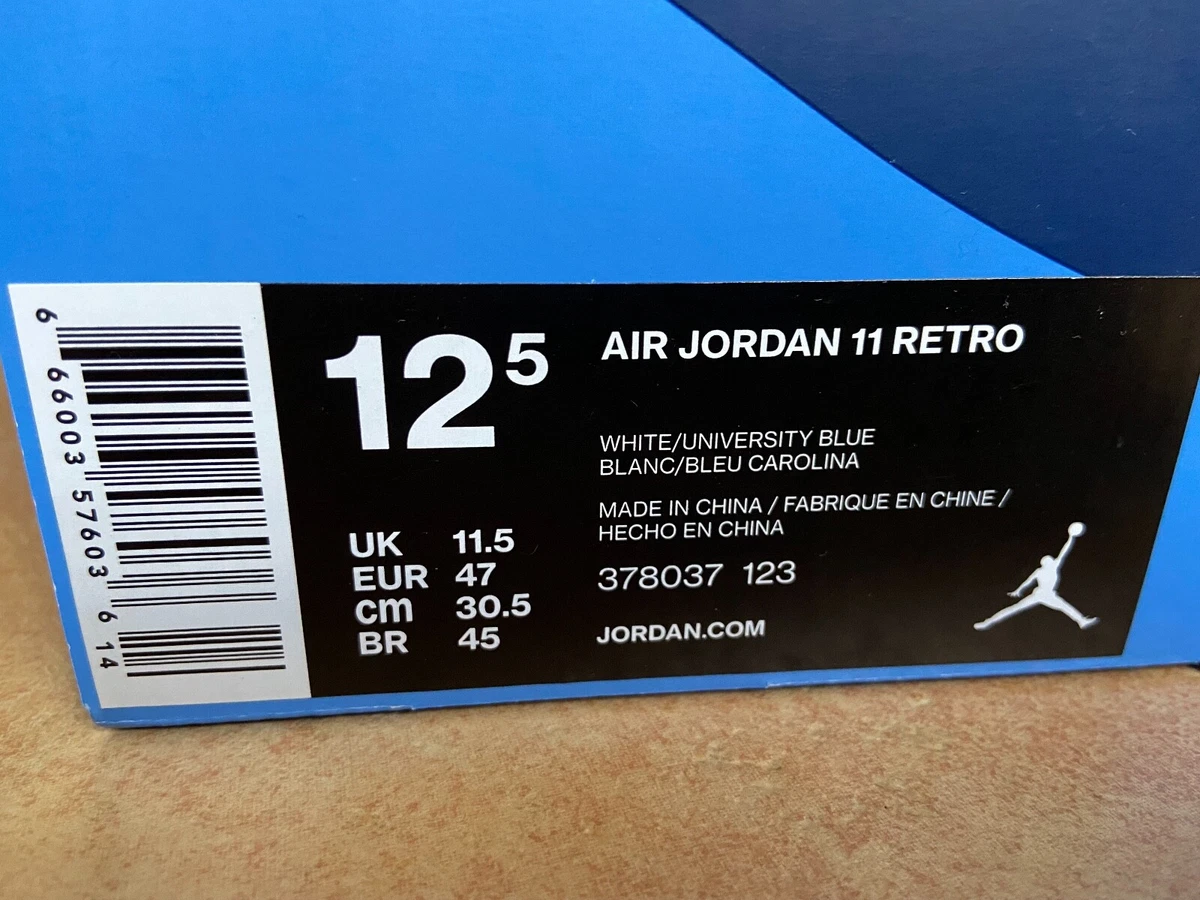 6 66003 57603 6 14
12 5
AIR JORDAN 11 RETRO
WHITE/UNIVERSITY BLUE
BLANC/BLEU CAROLINA
MADE IN CHINA / FABRIQUE EN CHINE /
HECHO EN CHINA
UK 11.5
EUR 47
cm 30.5
BR 45
378037 123
JORDAN.COM